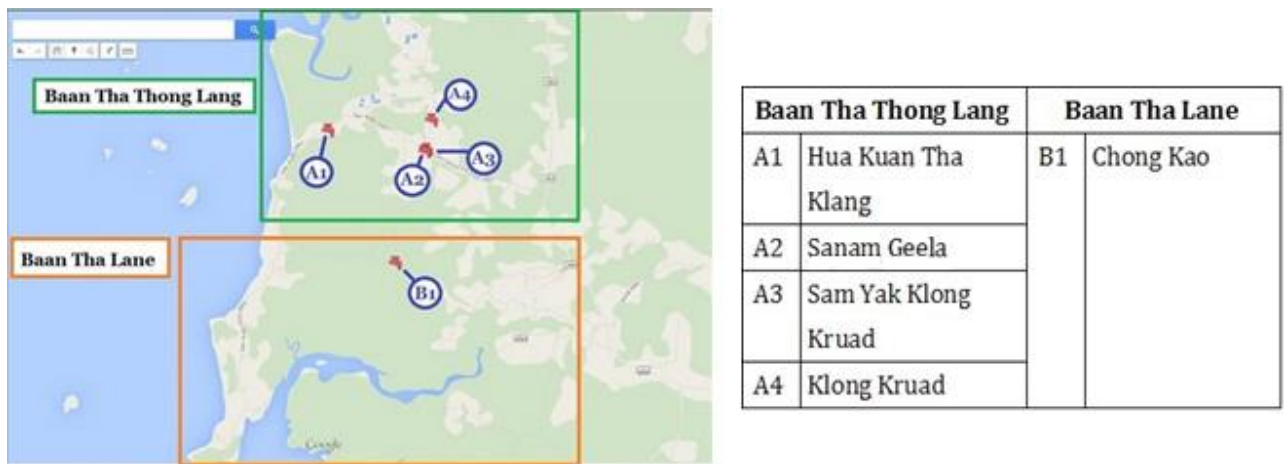 Baan Tha Thong Lang
A4
A1
A2
A3
Baan Tha Lane
B1
Google
Baan Tha Thong Lang Baan Tha Lane
A1 Hua Kuan Tha
Klang
B1 Chong Kao
A2 Sanam Geela
A3 Sam Yak Klong
Kruad
A4 Klong Kruad